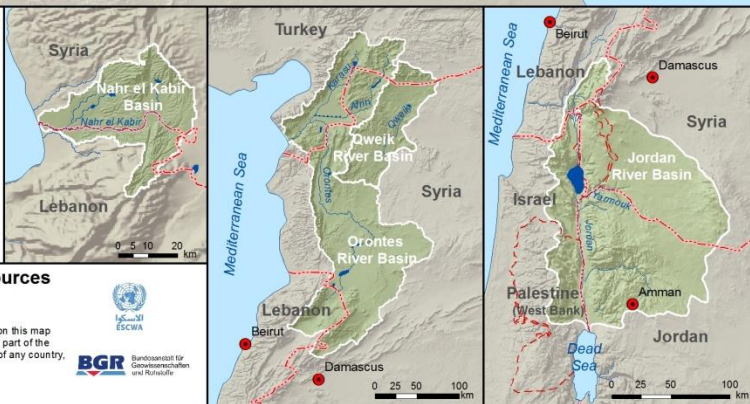 Syria
Nahr el Kabir
Basin
Nahr el Kabir
Lebanon
0 5 10 20
km
Turkey
Karasu
Afrin
Qweik
Qweik
River Basin
Mediterranean Sea
Orontes
Syria
Orontes
River Basin
Lebanon
Beirut
Damascus
0 25 50 100
km
Mediterranean Sea
Beirut
Lebanon
Damascus
Syria
Jordan
River Basin
Israel
Yarmouk
Jordan
Palestine
(West Bank)
Amman
Jordan
Dead
Sea
0 25 50 100
km
on this map
part of the
of any country,
الاسكوا
ESCWA
BGR
Bundesanstalt für
Geowissenschaften
und Rohstoffe